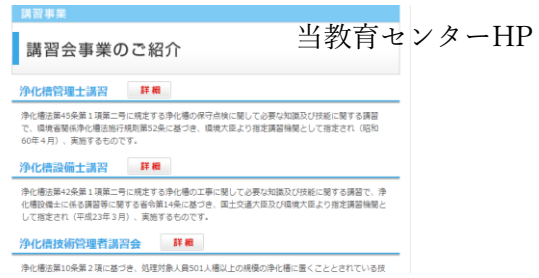 講習事業
当教育センターHP
講習会事業のご紹介
浄化槽管理士講習 詳細
浄化槽法第45条第１項第二号に規定する浄化槽の保守点検に関して必要な知識及び技能に関する講習
で、環境省関係浄化槽法施行規則第52条に基づき、環境大臣より指定講習機関として指定され（昭和
60年４月）、実施するものです。
浄化槽設備士講習 詳細
浄化槽法第42条第１項第二号に規定する浄化槽の工事に関して必要な知識及び技能に関する講習で、浄
化槽設備士に係る講習等に関する省令第14条に基づき、国土交通大臣及び環境大臣より指定講習機関と
して指定され（平成23年３月）、実施するものです。
浄化槽技術管理者講習会 詳細
浄化槽法第10条第２項に基づき、処理対象人員501人槽以上の規模の浄化槽に置くこととされている技